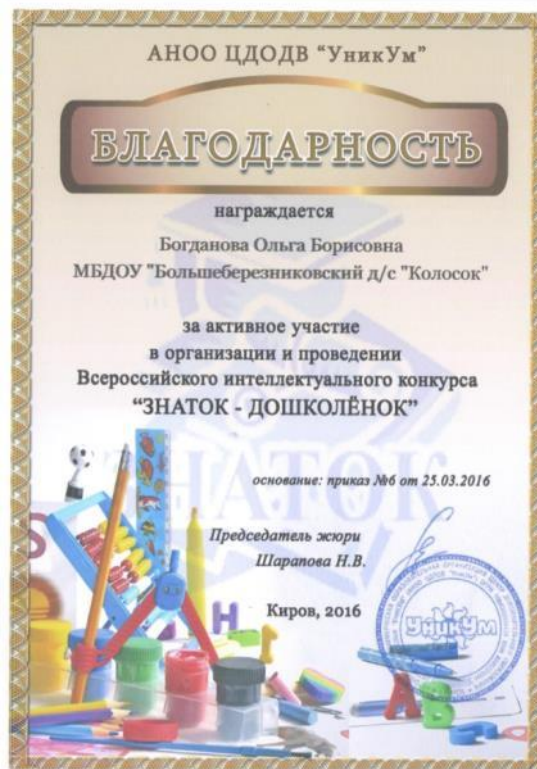 АНОО ЦДОДВ “УникУм”
БЛАГОДАРНОСТЬ
награждается
Богданова Ольга Борисовна
МБДОУ "Большеберезниковский д/с "Колосок"
за активное участие
в организации и проведении
Всероссийского интеллектуального конкурса
“ЗНАТОК - ДОШКОЛЁНОК”
ЗНАТОК
основание: приказ №6 от 25.03.2016
Председатель жюри
Шарапова Н.В.
Киров, 2016
УникУм
А В С